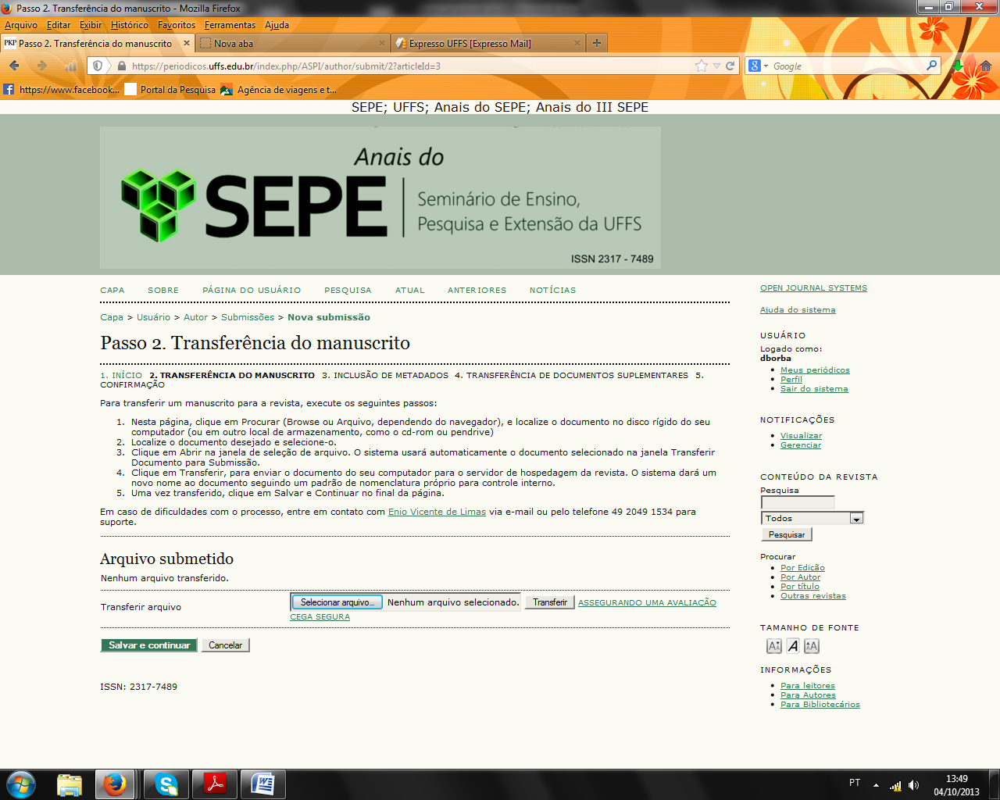 Passo 2. Transferência do manuscrito - Mozilla Firefox
Arquivo Editar Exibir Histórico Favoritos Ferramentas Ajuda
PKP Passo 2. Transferência do manuscrito
Nova aba
Expresso UFFS [Expresso Mail]
https://periodicos.uffs.edu.br/index.php/ASPI/author/submit/2?articleId=3
Google
https://www.facebook... Portal da Pesquisa Agência de viagens e t...
SEPE; UFFS; Anais do SEPE; Anais do III SEPE
Anais do
SEPE
Seminário de Ensino,
Pesquisa e Extensão da UFFS
ISSN 2317 - 7489
CAPA SOBRE PÁGINA DO USUÁRIO PESQUISA ATUAL ANTERIORES NOTÍCIAS
Capa > Usuário > Autor > Submissões > Nova submissão
Passo 2. Transferência do manuscrito
1. INÍCIO 2. TRANSFERÊNCIA DO MANUSCRITO 3. INCLUSÃO DE METADADOS 4. TRANSFERÊNCIA DE DOCUMENTOS SUPLEMENTARES 5.
CONFIRMAÇÃO
Para transferir um manuscrito para a revista, execute os seguintes passos:
1. Nesta página, clique em Procurar (Browse ou Arquivo, dependendo do navegador), e localize o documento no disco rígido do seu
computador (ou em outro local de armazenamento, como o cd-rom ou pendrive)
2. Localize o documento desejado e selecione-o.
3. Clique em Abrir na janela de seleção de arquivo. O sistema usará automaticamente o documento selecionado na janela Transferir
Documento para Submissão.
4. Clique em Transferir, para enviar o documento do seu computador para o servidor de hospedagem da revista. O sistema dará um
novo nome ao documento seguindo um padrão de nomenclatura próprio para controle interno.
5. Uma vez transferido, clique em Salvar e Continuar no final da página.
Em caso de dificuldades com o processo, entre em contato com Enio Vicente de Limas via e-mail ou pelo telefone 49 2049 1534 para
suporte.
Arquivo submetido
Nenhum arquivo transferido.
Transferir arquivo
Selecionar arquivo... Nenhum arquivo selecionado. Transferir ASSEGURANDO UMA AVALIAÇÃO
CEGA SEGURA
Salvar e continuar Cancelar
ISSN: 2317-7489
OPEN JOURNAL SYSTEMS
Ajuda do sistema
USUÁRIO
Logado como:
dborba
Meus periódicos
Perfil
Sair do sistema
NOTIFICAÇÕES
Visualizar
Gerenciar
CONTEÚDO DA REVISTA
Pesquisa
Todos
Pesquisar
Procurar
Por Edição
Por Autor
Por título
Outras revistas
TAMANHO DE FONTE
A A A
INFORMAÇÕES
Para leitores
Para Autores
Para Bibliotecários
PT
13:49
04/10/2013